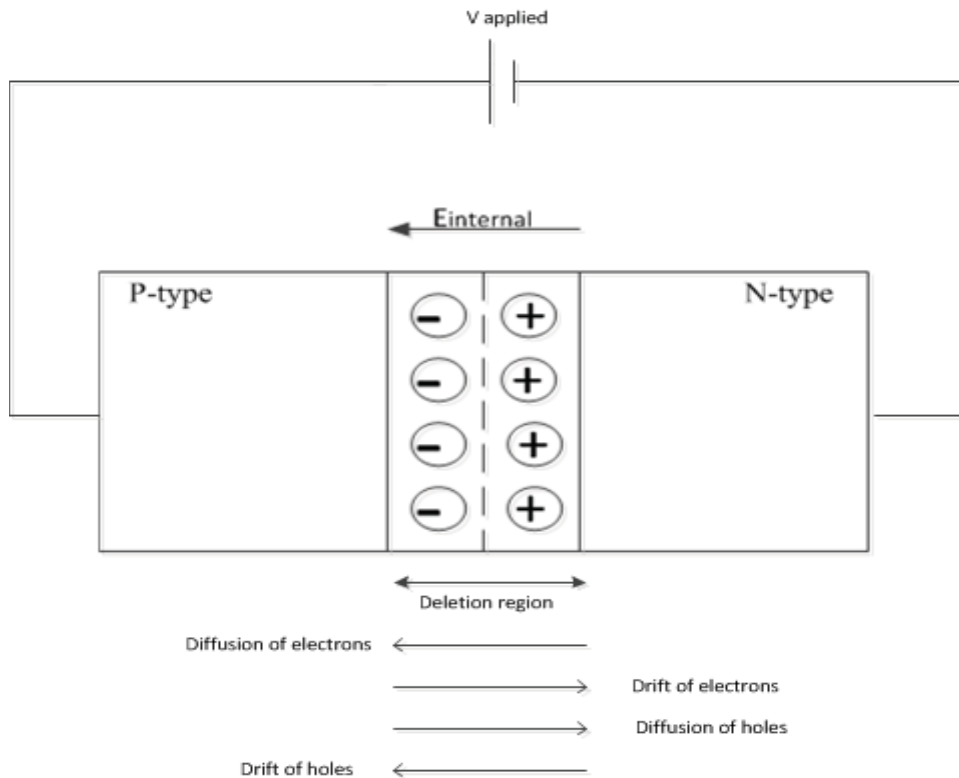 V applied
Einternal
P-type
N-type
- +
- +
- +
- +
Deletion region
Diffusion of electrons
Drift of electrons
Diffusion of holes
Drift of holes